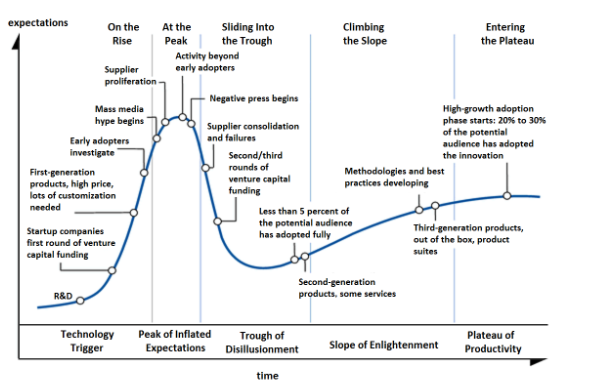 expectations
On the
Rise
At the
Peak
Sliding Into
the Trough
Climbing
the Slope
Entering
the Plateau
Activity beyond
early adopters
Supplier
proliferation
Negative press begins
Mass media
hype begins
Supplier consolidation
and failures
Early adopters
investigate
Second/third
rounds of
venture capital
funding
First-generation
products, high price,
lots of customization
needed
Less than 5 percent of
the potential audience
has adopted fully
Startup companies
first round of venture
capital funding
R&D
Second-generation
products, some services
Methodologies and best
practices developing
High-growth adoption
phase starts: 20% to 30%
of the potential
audience has adopted
the innovation
Third-generation products,
out of the box, product
suites
Technology
Trigger
Peak of Inflated
Expectations
Trough of
Disillusionment
Slope of Enlightenment
Plateau of
Productivity
time